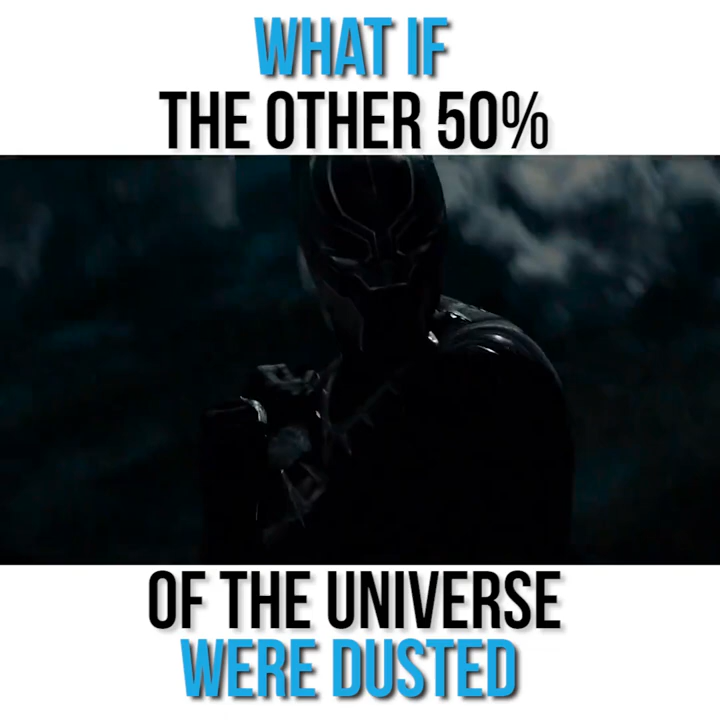 WHAT IF
THE OTHER 50%
OF THE UNIVERSE
WERE DUSTED